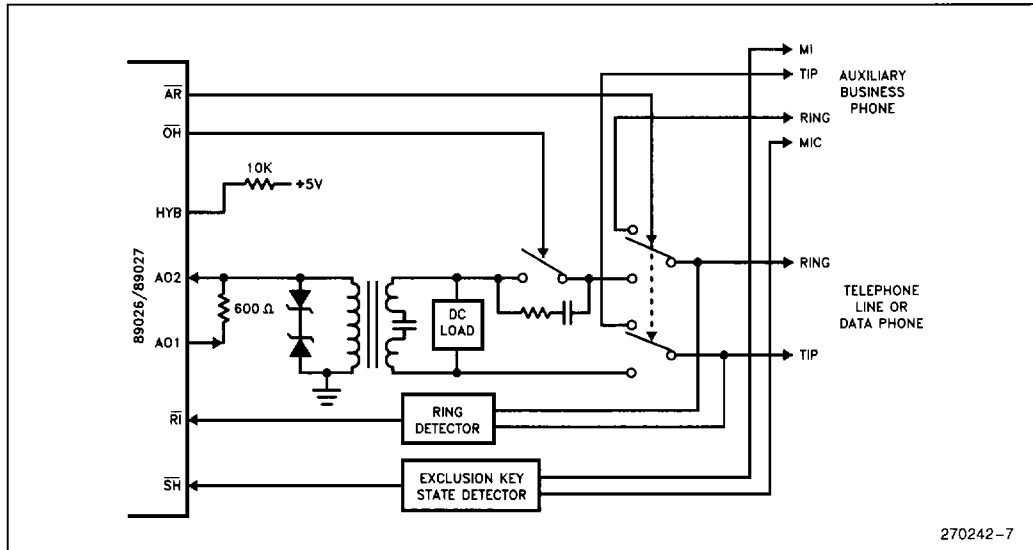 MI
TIP
AUXILIARY
BUSINESS
PHONE
RING
MIC
AR
OH
10K
+5V
HYB
89026/89027
AO2
600 Ω
AO1
DC
LOAD
RING
TELEPHONE
LINE OR
DATA PHONE
TIP
RI
RING
DETECTOR
SH
EXCLUSION KEY
STATE DETECTOR
270242-7